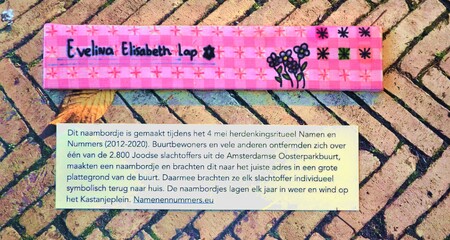 Evelina Elisabeth Lap
Dit naambordje is gemaakt tijdens het 4 mei herdenkingsritueel Namen en
Nummers (2012-2020). Buurtbewoners en vele anderen ontfermden zich over
één van de 2.800 Joodse slachtoffers uit de Amsterdamse Oosterparkbuurt,
maakten een naambordje en brachten dit naar het juiste adres in een grote
plattegrond van de buurt. Daarmee brachten ze elk slachtoffer individueel
symbolisch terug naar huis. De naambordjes lagen elk jaar in weer en wind op
het Kastanjeplein. Namenennummers.eu